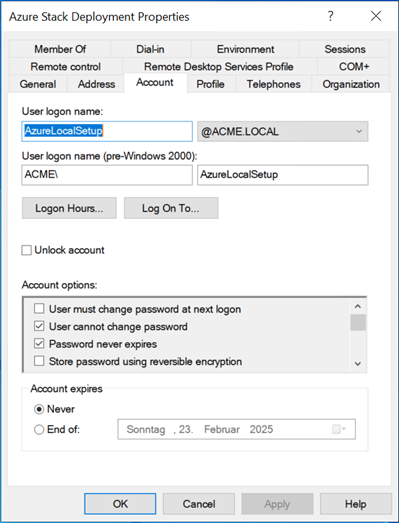 Azure Stack Deployment Properties
?
Member Of Dial-in Environment Sessions
Remote control Remote Desktop Services Profile COM+
General Address Account Profile Telephones Organization
User logon name:
AzureLocalSetup @ACME.LOCAL
User logon name (pre-Windows 2000):
ACME\ AzureLocalSetup
Logon Hours... Log On To...
Unlock account
Account options:
User must change password at next logon
User cannot change password
Password never expires
Store password using reversible encryption
Account expires
Never
End of: Sonntag , 23. Februar 2025
OK Cancel Apply Help